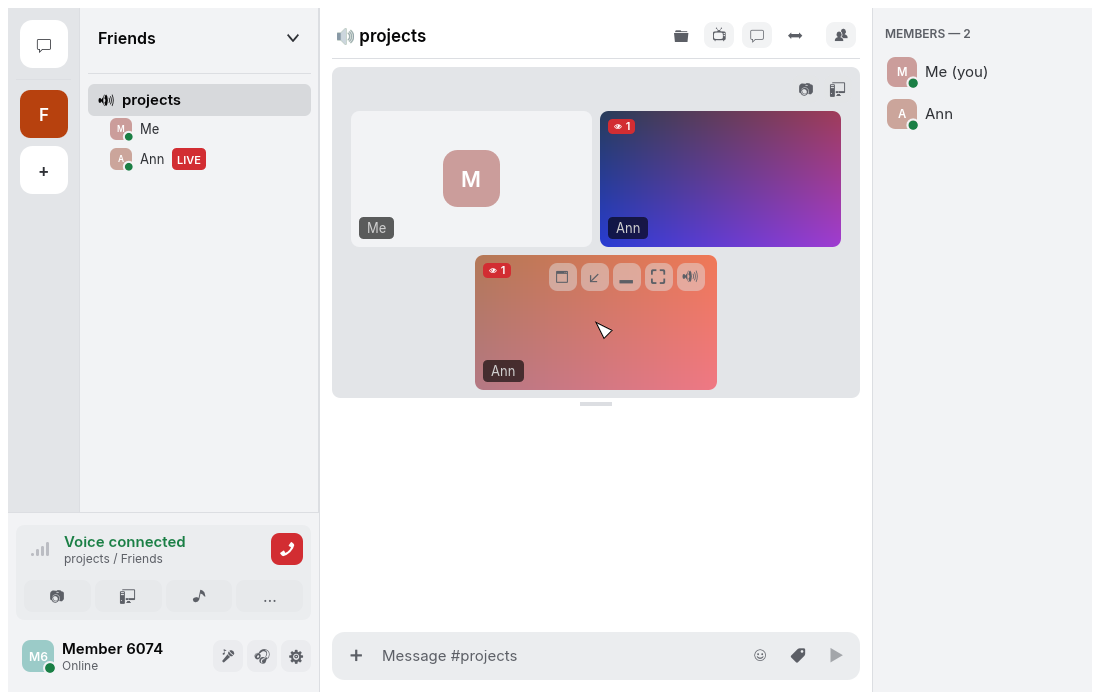 F
+
Friends
projects
M
Me
A
Ann
LIVE
Voice connected
projects / Friends
...
M6
Member 6074
Online
projects
M
Me
1
Ann
1
Ann
+
Message #projects
MEMBERS — 2
M
Me (you)
A
Ann